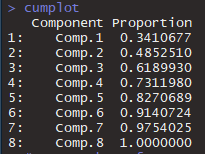 > cumplot
Component Proportion
1: Comp.1 0.3410677
2: Comp.2 0.4852510
3: Comp.3 0.6189930
4: Comp.4 0.7311980
5: Comp.5 0.8270689
6: Comp.6 0.9140724
7: Comp.7 0.9754025
8: Comp.8 1.0000000